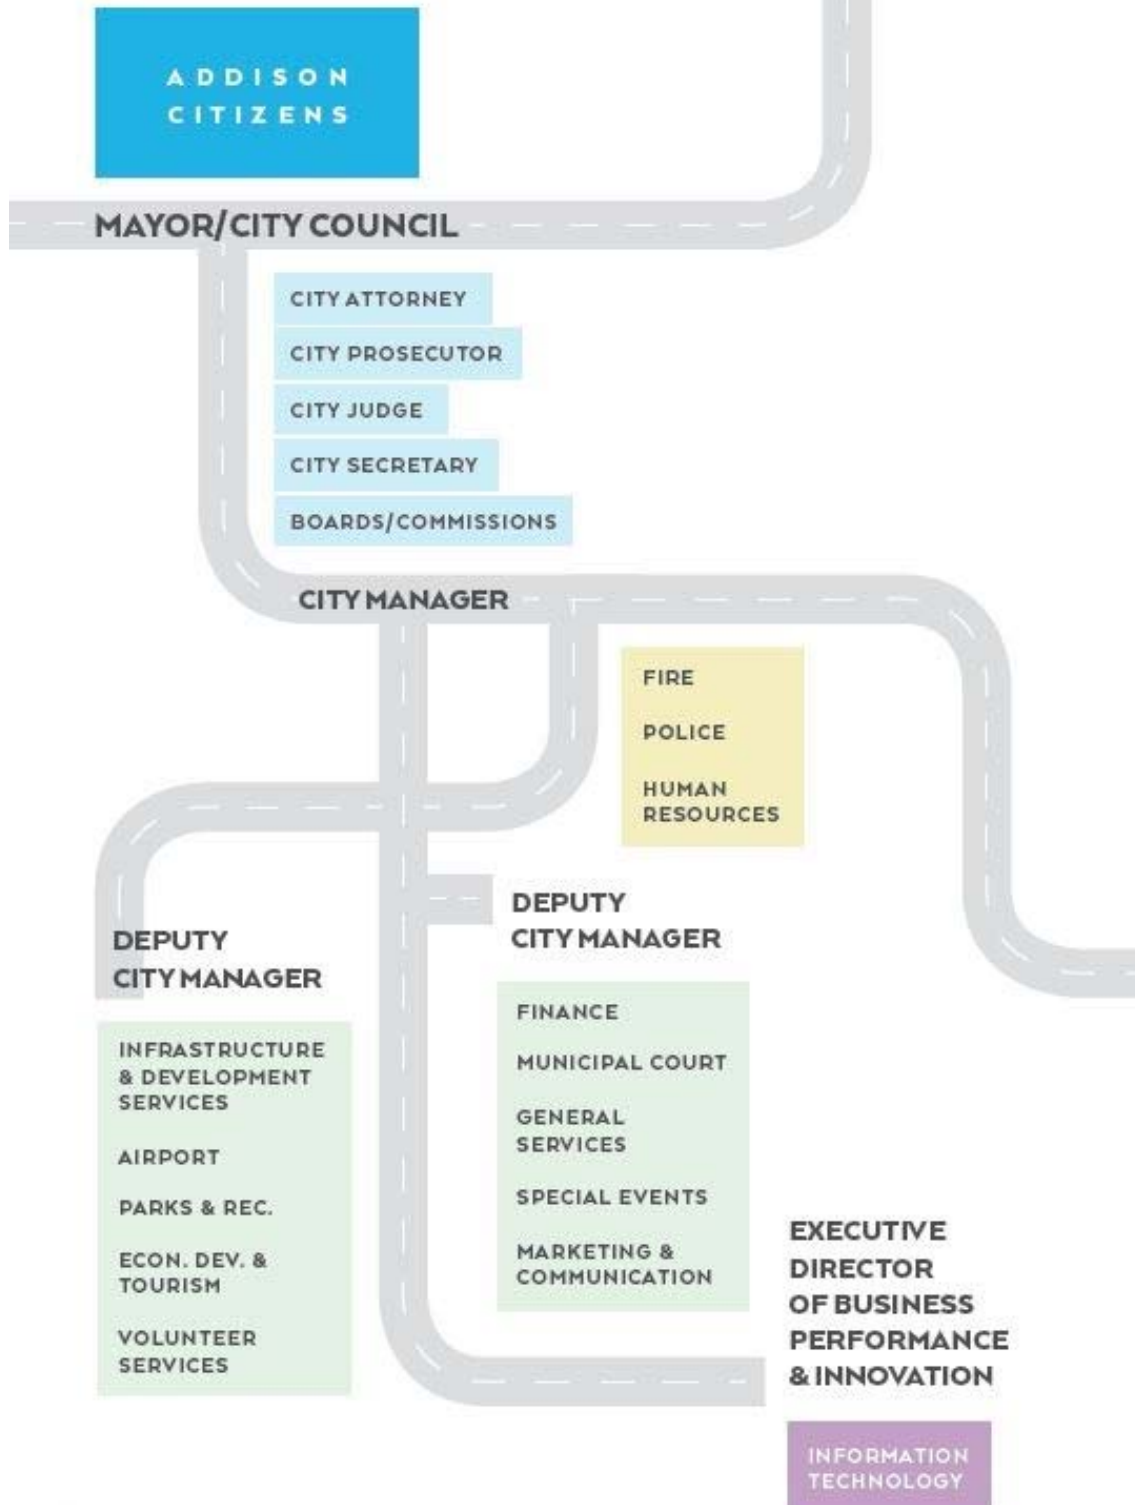 ADDISON
CITIZENS
MAYOR/CITY COUNCIL
CITY ATTORNEY
CITY PROSECUTOR
CITY JUDGE
CITY SECRETARY
BOARDS/COMMISSIONS
CITY MANAGER
FIRE
POLICE
HUMAN
RESOURCES
DEPUTY
CITY MANAGER
INFRASTRUCTURE
& DEVELOPMENT
SERVICES
AIRPORT
PARKS & REC.
ECON. DEV. &
TOURISM
VOLUNTEER
SERVICES
DEPUTY
CITY MANAGER
FINANCE
MUNICIPAL COURT
GENERAL
SERVICES
SPECIAL EVENTS
MARKETING &
COMMUNICATION
EXECUTIVE
DIRECTOR
OF BUSINESS
PERFORMANCE
& INNOVATION
INFORMATION
TECHNOLOGY